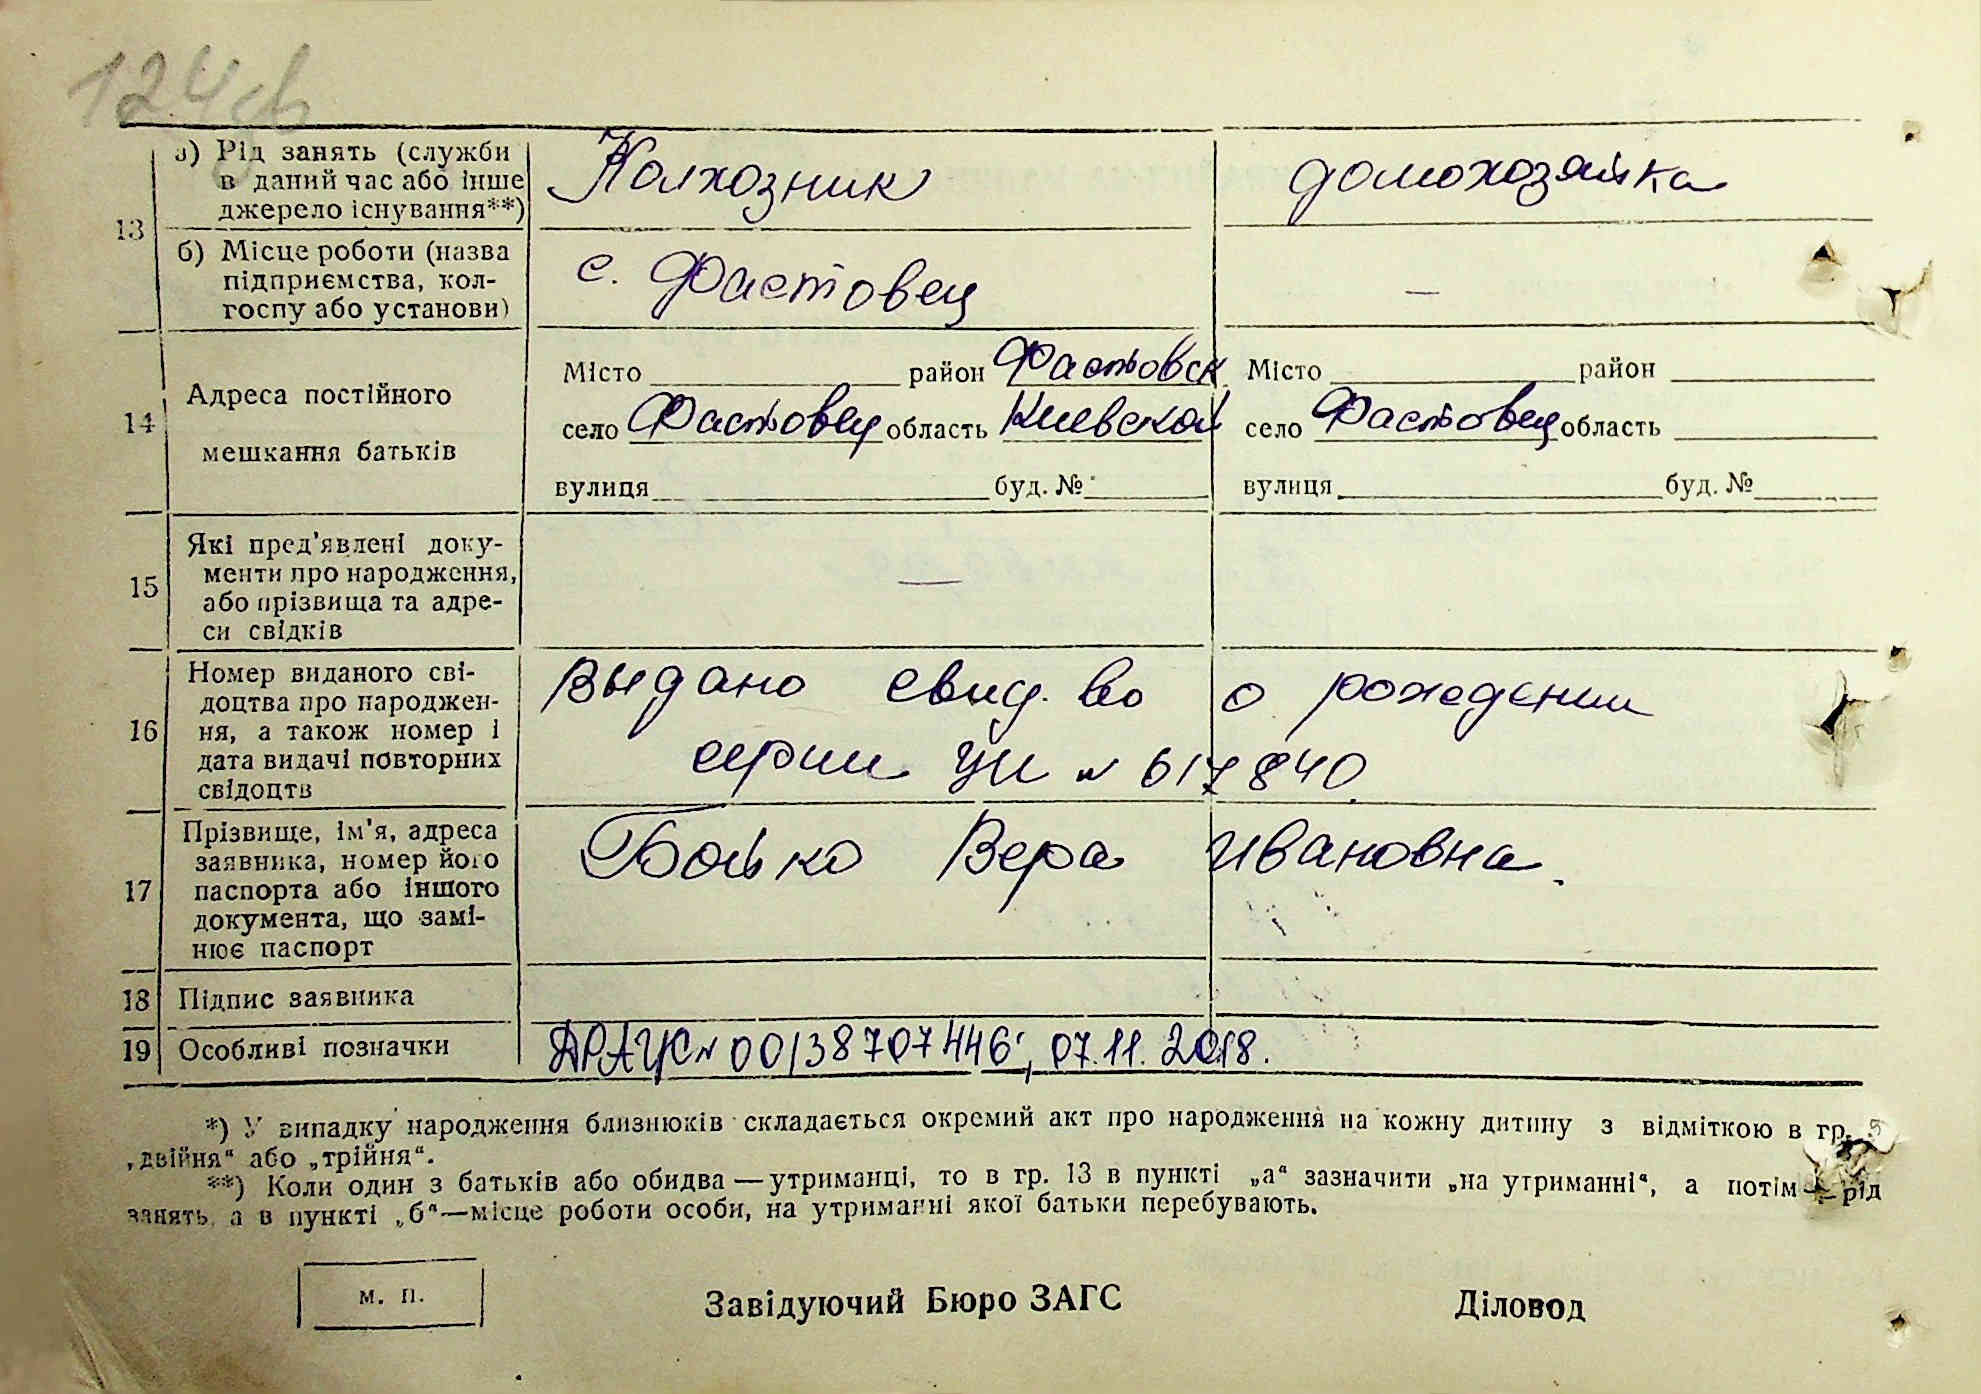 124
13 а) Рід занять (служби в даний час або інше джерело існування**) Колхозник домохозяйка
б) Місце роботи (назва підприємства, колгоспу або установи) с. Фастовец —
14 Адреса постійного мешкання батьків
Місто район Фастовск Місто район
село Фастовец область Киевской село Фастовец область
вулиця буд. № вулиця буд. №
15 Які пред'явлені документи про народження, або прізвища та адреси свідків —
16 Номер виданого свідоцтва про народження, а також номер і дата видачі повторних свідоцтв
Выдано свид. во о рождении
серии ЦИ № 617840
17 Прізвище, ім'я, адреса заявника, номер його паспорта або іншого документа, що замінює паспорт
Бойко Вера Ивановна.
18 Підпис заявника
19 Особливі позначки ДРАЦС № 00138707446, 07.11.2018.
*) У випадку народження близнюків складається окремий акт про народження на кожну дитину з відміткою в гр. 5
„двійня“ або „трійня“.
**) Коли один з батьків або обидва—утриманці, то в гр. 13 в пункті „а“ зазначити „на утриманні“, а потім—рід
занять, а в пункті „б“—місце роботи особи, на утриманні якої батьки перебувають.
м. п. Завідуючий Бюро ЗАГС Діловод